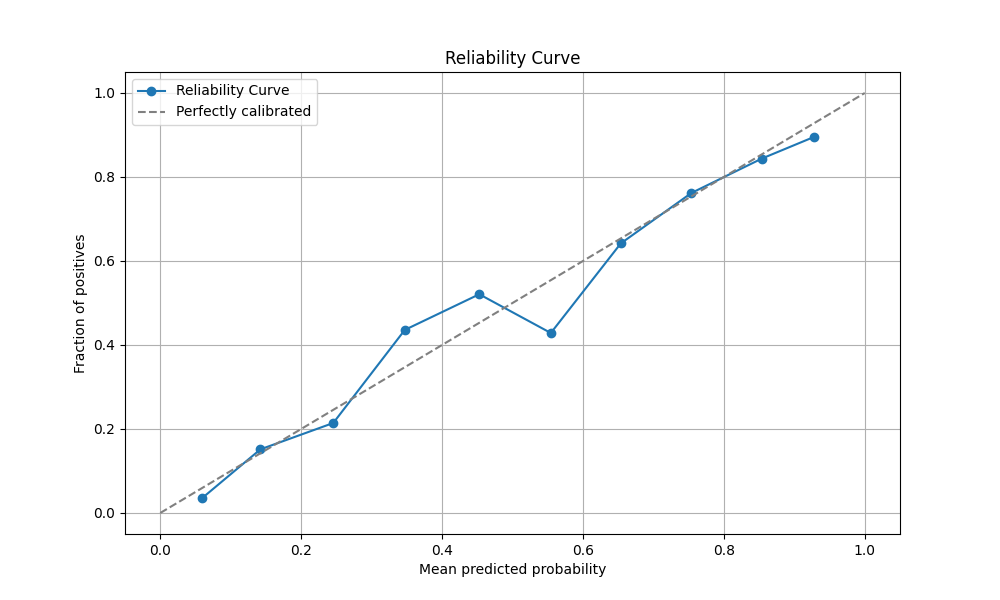 Reliability Curve
Reliability Curve
Perfectly calibrated
1.0
0.8
0.6
0.4
0.2
0.0
Fraction of positives
0.0 0.2 0.4 0.6 0.8 1.0
Mean predicted probability